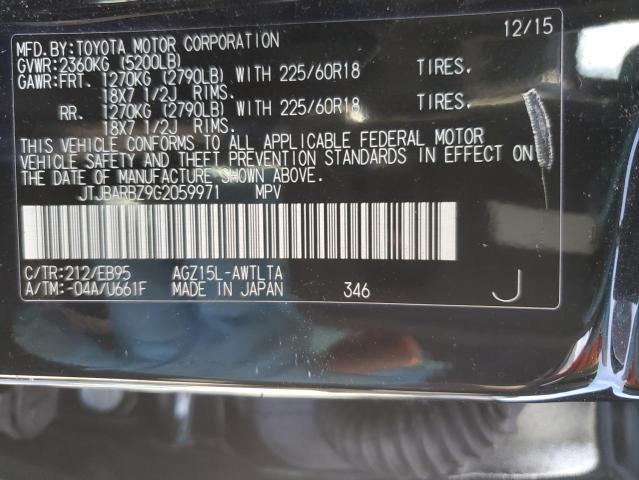 12/15
MFD.BY:TOYOTA MOTOR CORPORATION
GVWR:2360KG (5200LB)
GAWR:FRT. 1270KG (2790LB) WITH 225/60R18 TIRES.
18X7 1/2J RIMS.
RR. 1270KG (2790LB) WITH 225/60R18 TIRES.
18X7 1/2J RIMS.
THIS VEHICLE CONFORMS TO ALL APPLICABLE FEDERAL MOTOR
VEHICLE SAFETY AND THEFT PREVENTION STANDARDS IN EFFECT ON
THE DATE OF MANUFACTURE SHOWN ABOVE.
JTJBARBZ9G2059971 MPV
C/TR:212/EB95 AGZ15L-AWTLTA
A/TM:-04A/U661F MADE IN JAPAN 346 J